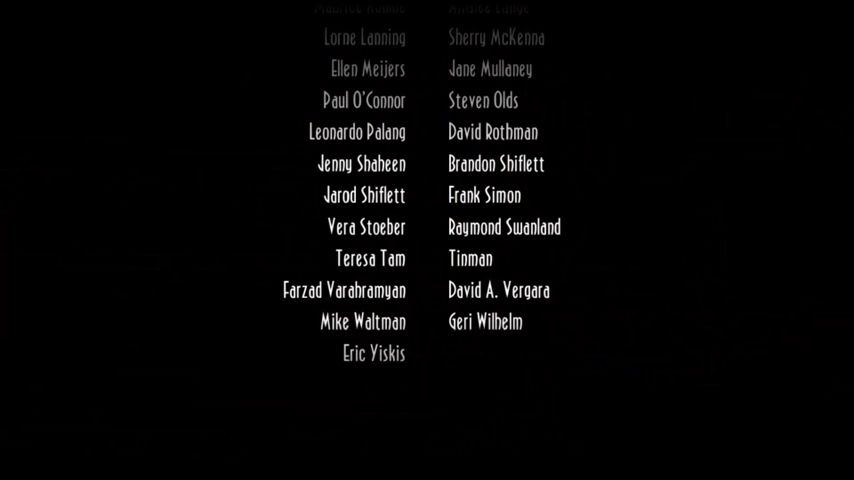 Lorne Lanning Sherry McKenna
Ellen Meijers Jane Mullaney
Paul O'Connor Steven Olds
Leonardo Palang David Rothman
Jenny Shaheen Brandon Shiflett
Jarod Shiflett Frank Simon
Vera Stoeber Raymond Swanland
Teresa Tam Tinman
Farzad Varahramyan David A. Vergara
Mike Waltman Geri Wilhelm
Eric Yiskis